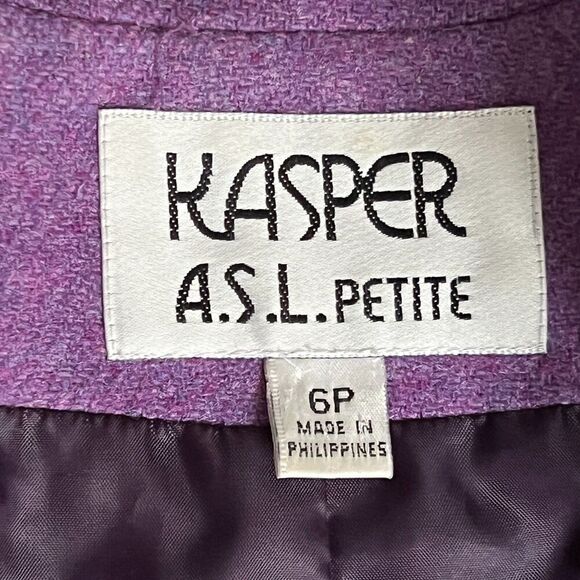 KASPER
A.S.L. PETITE
6P
MADE IN
PHILIPPINES